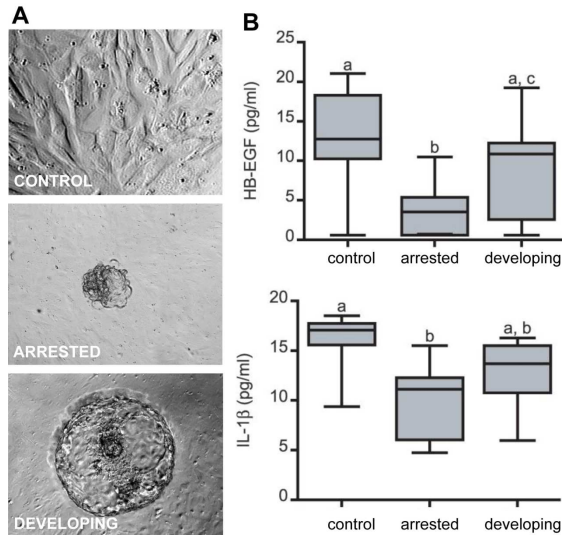 A
CONTROL
ARRESTED
DEVELOPING
B
HB-EGF (pg/ml)
25
20
15
10
5
0
a
b
a, c
control arrested developing
IL-1β (pg/ml)
20
15
10
5
0
a
b
a, b
control arrested developing